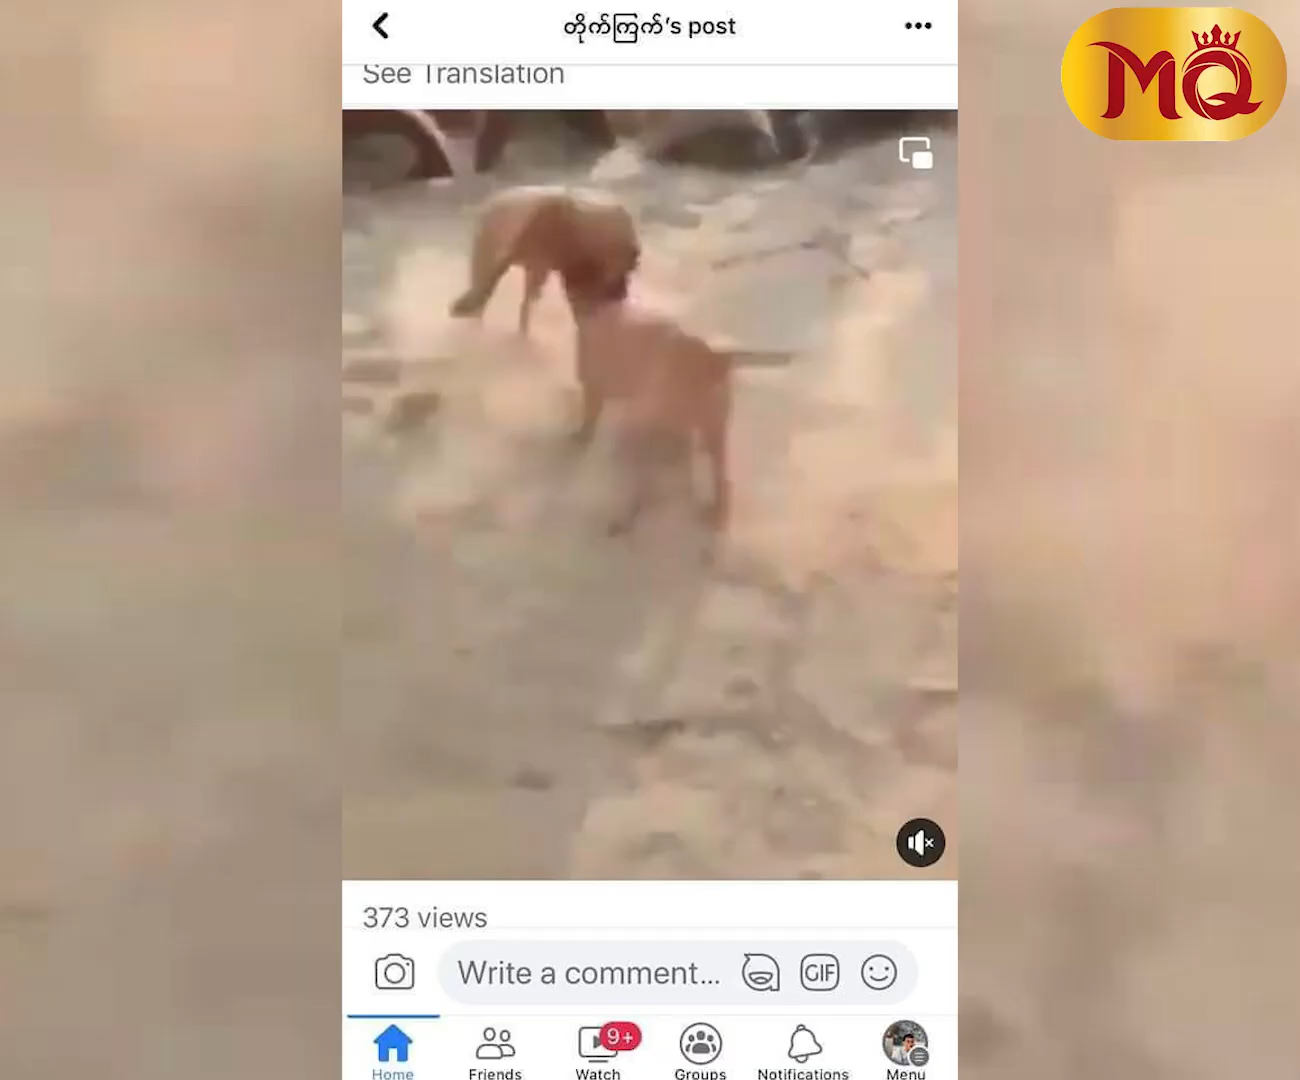 တိုက်ကြက်'s post
See Translation
MQ
373 views
Write a comment...
GIF
9+
Home
Friends
Watch
Groups
Notifications
Menu